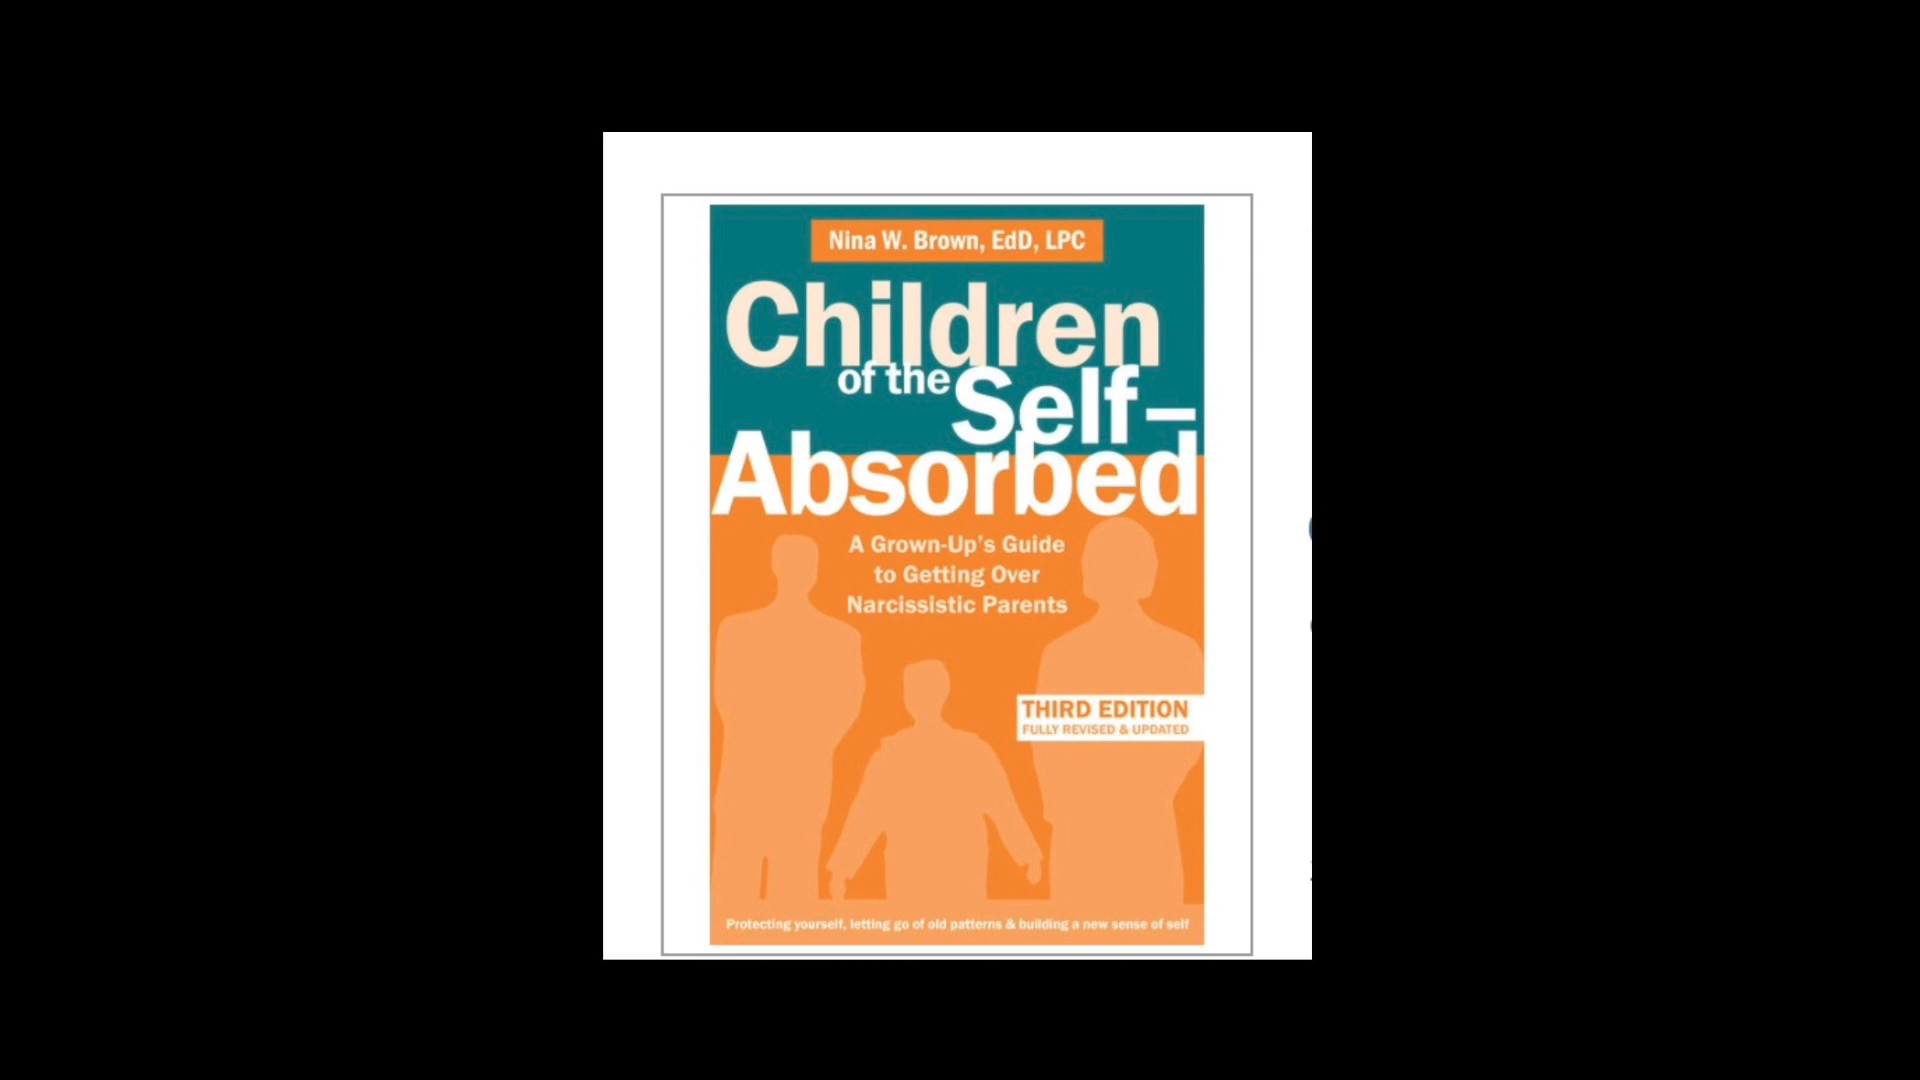 Nina W. Brown, EdD, LPC
Children
of the Self-
Absorbed
A Grown-Up's Guide
to Getting Over
Narcissistic Parents
THIRD EDITION
FULLY REVISED & UPDATED
Protecting yourself, letting go of old patterns & building a new sense of self